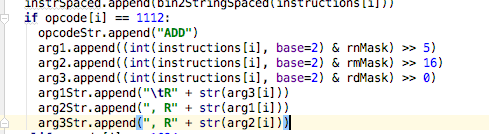 instrSpaced.append(bin2StringSpaced(instructions[i]))
if opcode[i] == 1112:
opcodeStr.append("ADD")
arg1.append((int(instructions[i], base=2) & rnMask) >> 5)
arg2.append((int(instructions[i], base=2) & rmMask) >> 16)
arg3.append((int(instructions[i], base=2) & rdMask) >> 0)
arg1Str.append("\tR" + str(arg3[i]))
arg2Str.append(", R" + str(arg1[i]))
arg3Str.append(", R" + str(arg2[i]))